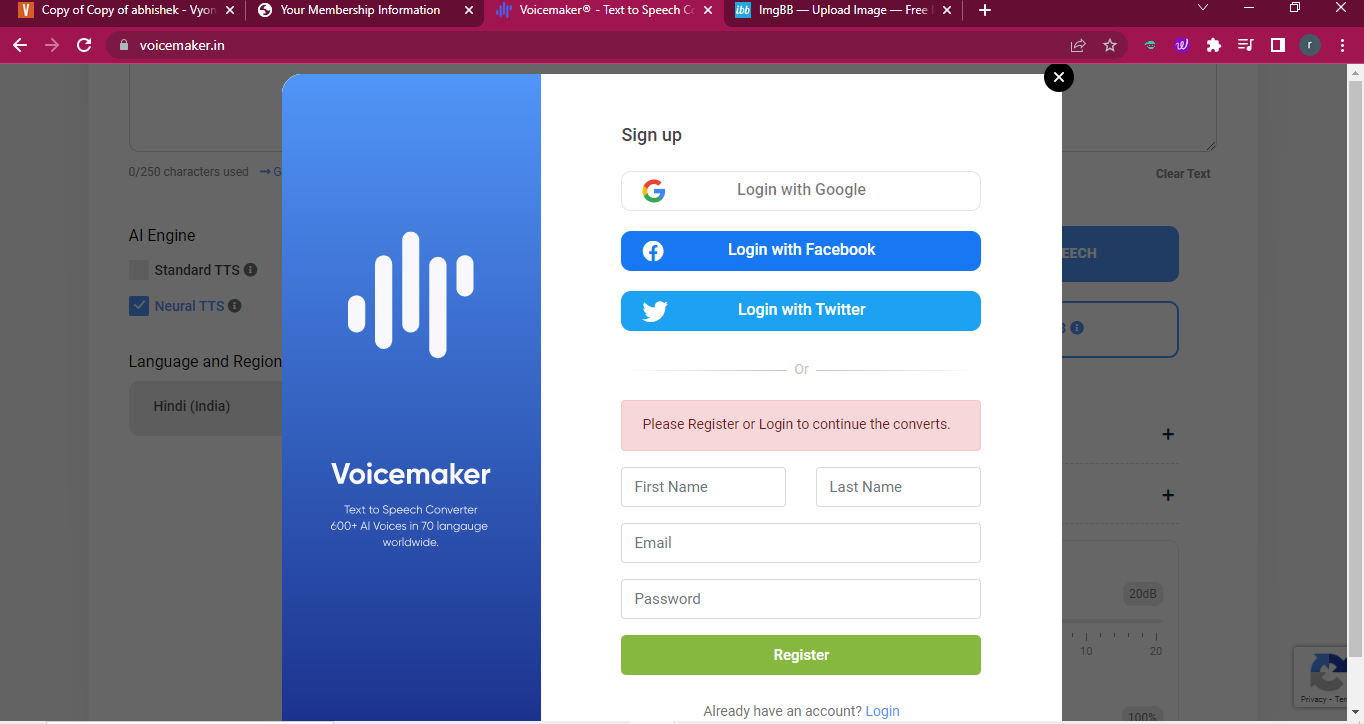 Copy of Copy of abhishek - Vyon
Your Membership Information
Voicemaker® - Text to Speech Co
ImgBB — Upload Image — Free
voicemaker.in
r
0/250 characters used
Clear Text
AI Engine
Standard TTS
Neural TTS
Language and Region
Hindi (India)
EECH
20dB
10 20
100%
Privacy - Ter
Voicemaker
Text to Speech Converter
600+ AI Voices in 70 langauge
worldwide.
Sign up
Login with Google
Login with Facebook
Login with Twitter
Or
Please Register or Login to continue the converts.
First Name Last Name
Email
Password
Register
Already have an account? Login